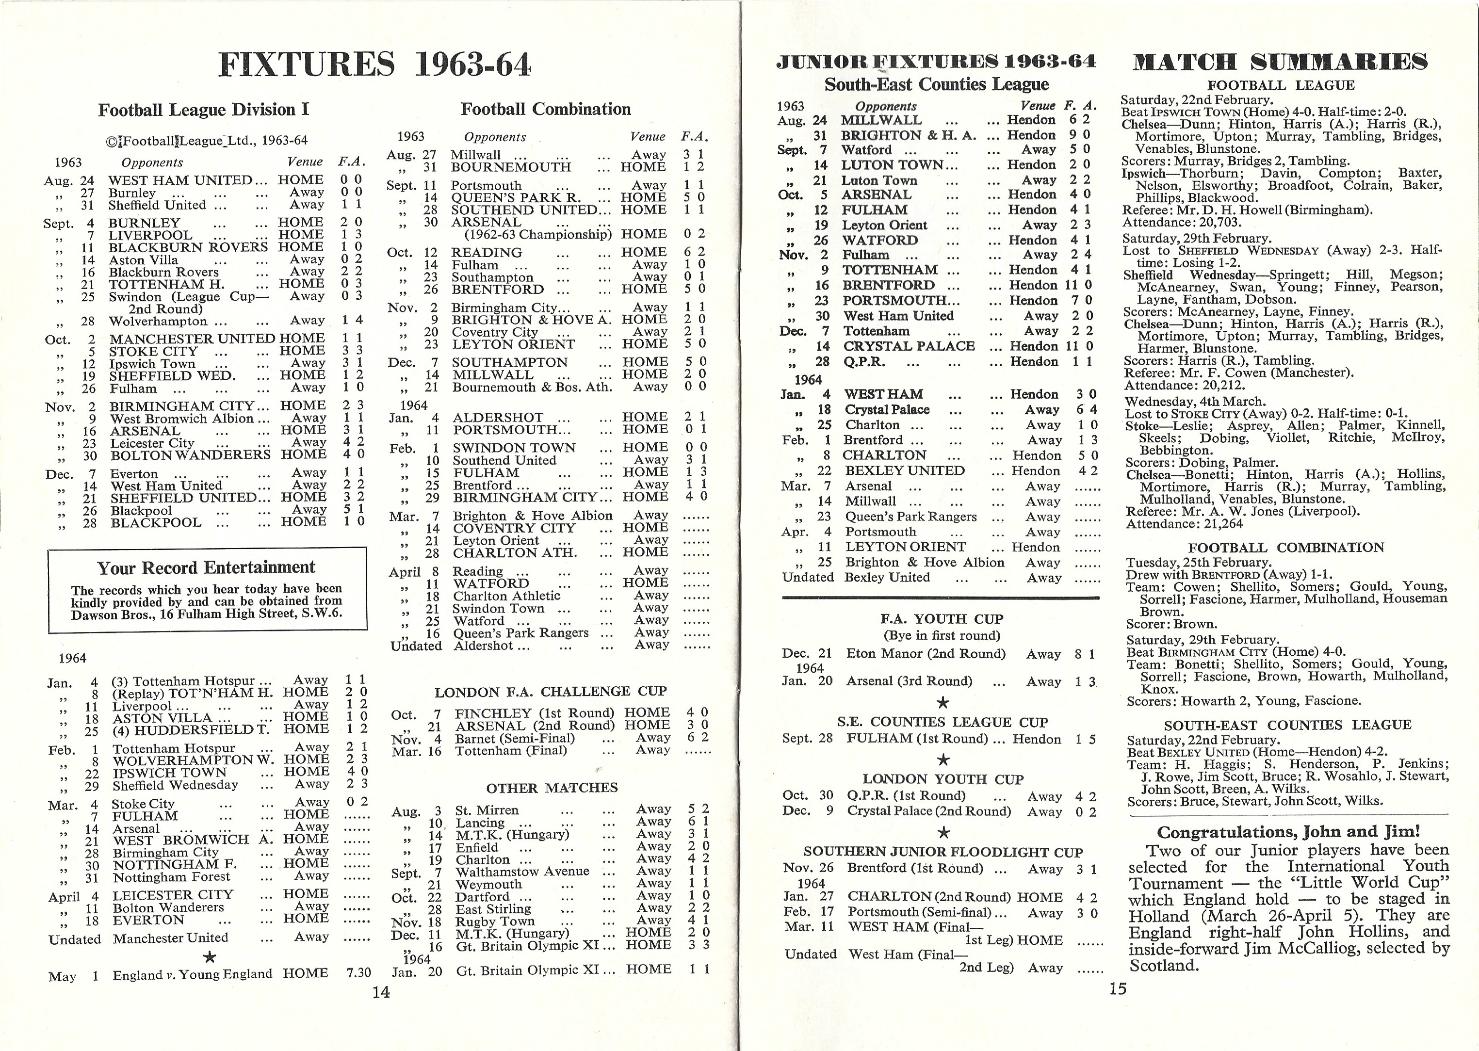 FIXTURES 1963-64
Football League Division I
© Football League Ltd., 1963-64
1963 Opponents Venue F.A.
Aug. 24 WEST HAM UNITED ... HOME 0 0
„ 27 Burnley ... ... Away 0 0
„ 31 Sheffield United ... ... Away 1 1
Sept. 4 BURNLEY ... ... HOME 2 0
„ 7 LIVERPOOL ... ... HOME 1 3
„ 11 BLACKBURN ROVERS HOME 1 0
„ 14 Aston Villa ... ... Away 0 2
„ 16 Blackburn Rovers ... Away 2 2
„ 21 TOTTENHAM H. ... HOME 0 3
„ 25 Swindon (League Cup— Away 0 3
2nd Round)
„ 28 Wolverhampton ... ... Away 1 4
Oct. 2 MANCHESTER UNITED HOME 1 1
„ 5 STOKE CITY ... ... HOME 3 3
„ 12 Ipswich Town ... ... Away 3 1
„ 19 SHEFFIELD WED. ... HOME 1 2
„ 26 Fulham ... ... ... Away 1 0
Nov. 2 BIRMINGHAM CITY ... HOME 2 3
„ 9 West Bromwich Albion ... Away 1 1
„ 16 ARSENAL ... ... HOME 3 1
„ 23 Leicester City ... ... Away 4 2
„ 30 BOLTON WANDERERS HOME 4 0
Dec. 7 Everton ... ... ... Away 1 1
„ 14 West Ham United ... Away 2 2
„ 21 SHEFFIELD UNITED... HOME 3 2
„ 26 Blackpool ... ... Away 5 1
„ 28 BLACKPOOL ... ... HOME 1 0
Your Record Entertainment
The records which you hear today have been
kindly provided by and can be obtained from
Dawson Bros., 16 Fulham High Street, S.W.6.
1964
Jan. 4 (3) Tottenham Hotspur ... Away 1 1
„ 8 (Replay) TOT'N'HAM H. HOME 2 0
„ 11 Liverpool ... ... ... Away 1 2
„ 18 ASTON VILLA ... ... HOME 1 0
„ 25 (4) HUDDERSFIELD T. HOME 1 2
Feb. 1 Tottenham Hotspur ... Away 2 1
„ 8 WOLVERHAMPTON W. HOME 2 3
„ 22 IPSWICH TOWN ... HOME 4 0
„ 29 Sheffield Wednesday ... Away 2 3
Mar. 4 Stoke City ... ... Away 0 2
„ 7 FULHAM ... ... HOME ......
„ 14 Arsenal ... ... ... Away ......
„ 21 WEST BROMWICH A. HOME ......
„ 28 Birmingham City ... Away ......
„ 30 NOTTINGHAM F. ... HOME ......
„ 31 Nottingham Forest ... Away ......
April 4 LEICESTER CITY ... HOME ......
„ 11 Bolton Wanderers ... Away ......
„ 18 EVERTON ... ... HOME ......
Undated Manchester United ... Away ......
★
May 1 England v. Young England HOME 7.30
Football Combination
1963 Opponents Venue F.A.
Aug. 27 Millwall ... ... ... Away 3 1
„ 31 BOURNEMOUTH ... HOME 1 2
Sept. 11 Portsmouth ... ... Away 1 1
„ 14 QUEEN'S PARK R. ... HOME 5 0
„ 28 SOUTHEND UNITED... HOME 1 1
„ 30 ARSENAL ... ...
(1962-63 Championship) HOME 0 2
Oct. 12 READING ... ... HOME 6 2
„ 14 Fulham ... ... ... Away 1 0
„ 23 Southampton ... ... Away 0 1
„ 26 BRENTFORD ... ... HOME 5 0
Nov. 2 Birmingham City... ... Away 1 1
„ 9 BRIGHTON & HOVE A. HOME 2 0
„ 20 Coventry City ... ... Away 2 1
„ 23 LEYTON ORIENT ... HOME 5 0
Dec. 7 SOUTHAMPTON ... HOME 5 0
„ 14 MILLWALL ... ... HOME 2 0
„ 21 Bournemouth & Bos. Ath. Away 0 0
1964
Jan. 4 ALDERSHOT ... ... HOME 2 1
„ 11 PORTSMOUTH... ... HOME 0 1
Feb. 1 SWINDON TOWN ... HOME 0 0
„ 10 Southend United ... Away 3 1
„ 15 FULHAM ... ... HOME 1 3
„ 25 Brentford ... ... ... Away 1 1
„ 29 BIRMINGHAM CITY ... HOME 4 0
Mar. 7 Brighton & Hove Albion Away ......
„ 14 COVENTRY CITY ... HOME ......
„ 21 Leyton Orient ... ... Away ......
„ 28 CHARLTON ATH. ... HOME ......
April 8 Reading ... ... ... Away ......
„ 11 WATFORD ... ... HOME ......
„ 18 Charlton Athletic ... Away ......
„ 21 Swindon Town ... ... Away ......
„ 25 Watford ... ... ... Away ......
„ 16 Queen's Park Rangers ... Away ......
Undated Aldershot ... ... ... Away ......
LONDON F.A. CHALLENGE CUP
Oct. 7 FINCHLEY (1st Round) HOME 4 0
„ 21 ARSENAL (2nd Round) HOME 3 0
Nov. 4 Barnet (Semi-Final) ... Away 6 2
Mar. 16 Tottenham (Final) ... Away ......
OTHER MATCHES
Aug. 3 St. Mirren ... ... Away 5 2
„ 10 Lancing ... ... ... Away 6 1
„ 14 M.T.K. (Hungary) ... Away 3 1
„ 17 Enfield ... ... ... Away 2 0
„ 19 Charlton ... ... ... Away 4 2
Sept. 7 Walthamstow Avenue ... Away 1 1
„ 21 Weymouth ... ... Away 1 1
Oct. 22 Dartford ... ... ... Away 1 0
„ 28 East Stirling ... ... Away 2 2
Nov. 18 Rugby Town ... ... Away 4 1
Dec. 11 M.T.K. (Hungary) ... HOME 2 0
„ 16 Gt. Britain Olympic XI ... HOME 3 3
1964
Jan. 20 Gt. Britain Olympic XI ... HOME 1 1
14
JUNIOR FIXTURES 1963-64
South-East Counties League
1963 Opponents Venue F. A.
Aug. 24 MILLWALL ... ... Hendon 6 2
„ 31 BRIGHTON & H. A. ... Hendon 9 0
Sept. 7 Watford ... ... ... Away 5 0
„ 14 LUTON TOWN... ... Hendon 2 0
„ 21 Luton Town ... ... Away 2 2
Oct. 5 ARSENAL ... ... Hendon 4 0
„ 12 FULHAM ... ... Hendon 4 1
„ 19 Leyton Orient ... ... Away 2 3
„ 26 WATFORD ... ... Hendon 4 1
Nov. 2 Fulham ... ... ... Away 2 4
„ 9 TOTTENHAM ... ... Hendon 4 1
„ 16 BRENTFORD ... ... Hendon 11 0
„ 23 PORTSMOUTH... ... Hendon 7 0
„ 30 West Ham United ... Away 2 0
Dec. 7 Tottenham ... ... Away 2 2
„ 14 CRYSTAL PALACE ... Hendon 11 0
„ 28 Q.P.R. ... ... ... Hendon 1 1
1964
Jan. 4 WEST HAM ... ... Hendon 3 0
„ 18 Crystal Palace ... ... Away 6 4
„ 25 Charlton ... ... ... Away 1 0
Feb. 1 Brentford ... ... ... Away 1 3
„ 8 CHARLTON ... ... Hendon 5 0
„ 22 BEXLEY UNITED ... Hendon 4 2
Mar. 7 Arsenal ... ... ... Away ......
„ 14 Millwall ... ... ... Away ......
„ 23 Queen's Park Rangers ... Away ......
Apr. 4 Portsmouth ... ... Away ......
„ 11 LEYTON ORIENT ... Hendon ......
„ 25 Brighton & Hove Albion Away ......
Undated Bexley United ... ... Away ......
F.A. YOUTH CUP
(Bye in first round)
Dec. 21 Eton Manor (2nd Round) Away 8 1
1964
Jan. 20 Arsenal (3rd Round) ... Away 1 3
★
S.E. COUNTIES LEAGUE CUP
Sept. 28 FULHAM (1st Round) ... Hendon 1 5
★
LONDON YOUTH CUP
Oct. 30 Q.P.R. (1st Round) ... Away 4 2
Dec. 9 Crystal Palace (2nd Round) Away 0 2
★
SOUTHERN JUNIOR FLOODLIGHT CUP
Nov. 26 Brentford (1st Round) ... Away 3 1
1964
Jan. 27 CHARLTON (2nd Round) HOME 4 2
Feb. 17 Portsmouth (Semi-final) ... Away 3 0
Mar. 11 WEST HAM (Final—
1st Leg) HOME ......
Undated West Ham (Final—
2nd Leg) Away ......
MATCH SUMMARIES
FOOTBALL LEAGUE
Saturday, 22nd February.
Beat IPSWICH TOWN (Home) 4-0. Half-time: 2-0.
Chelsea—Dunn; Hinton, Harris (A.); Harris (R.),
Mortimore, Upton; Murray, Tambling, Bridges,
Venables, Blunstone.
Scorers: Murray, Bridges 2, Tambling.
Ipswich—Thorburn; Davin, Compton; Baxter,
Nelson, Elsworthy; Broadfoot, Colrain, Baker,
Phillips, Blackwood.
Referee: Mr. D. H. Howell (Birmingham).
Attendance: 20,703.
Saturday, 29th February.
Lost to SHEFFIELD WEDNESDAY (Away) 2-3. Half-
time: Losing 1-2.
Sheffield Wednesday—Springett; Hill, Megson;
McAnearney, Swan, Young; Finney, Pearson,
Layne, Fantham, Dobson.
Scorers: McAnearney, Layne, Finney.
Chelsea—Dunn; Hinton, Harris (A.); Harris (R.),
Mortimore, Upton; Murray, Tambling, Bridges,
Harmer, Blunstone.
Scorers: Harris (R.), Tambling.
Referee: Mr. F. Cowen (Manchester).
Attendance: 20,212.
Wednesday, 4th March.
Lost to STOKE CITY (Away) 0-2. Half-time: 0-1.
Stoke—Leslie; Asprey, Allen; Palmer, Kinnell,
Skeels; Dobing, Viollet, Ritchie, McIlroy,
Bebbington.
Scorers: Dobing, Palmer.
Chelsea—Bonetti; Hinton, Harris (A.); Hollins,
Mortimore, Harris (R.); Murray, Tambling,
Mulholland, Venables, Blunstone.
Referee: Mr. A. W. Jones (Liverpool).
Attendance: 21,264
FOOTBALL COMBINATION
Tuesday, 25th February.
Drew with BRENTFORD (Away) 1-1.
Team: Cowen; Shellito, Somers; Gould, Young,
Sorrell; Fascione, Harmer, Mulholland, Houseman
Brown.
Scorer: Brown.
Saturday, 29th February.
Beat BIRMINGHAM CITY (Home) 4-0.
Team: Bonetti; Shellito, Somers; Gould, Young,
Sorrell; Fascione, Brown, Howarth, Mulholland,
Knox.
Scorers: Howarth 2, Young, Fascione.
SOUTH-EAST COUNTIES LEAGUE
Saturday, 22nd February.
Beat BEXLEY UNITED (Home—Hendon) 4-2.
Team: H. Haggis; S. Henderson, P. Jenkins;
J. Rowe, Jim Scott, Bruce; R. Wosahlo, J. Stewart,
John Scott, Breen, A. Wilks.
Scorers: Bruce, Stewart, John Scott, Wilks.
Congratulations, John and Jim!
Two of our Junior players have been
selected for the International Youth
Tournament — the “Little World Cup”
which England hold — to be staged in
Holland (March 26-April 5). They are
England right-half John Hollins, and
inside-forward Jim McCalliog, selected by
Scotland.
15